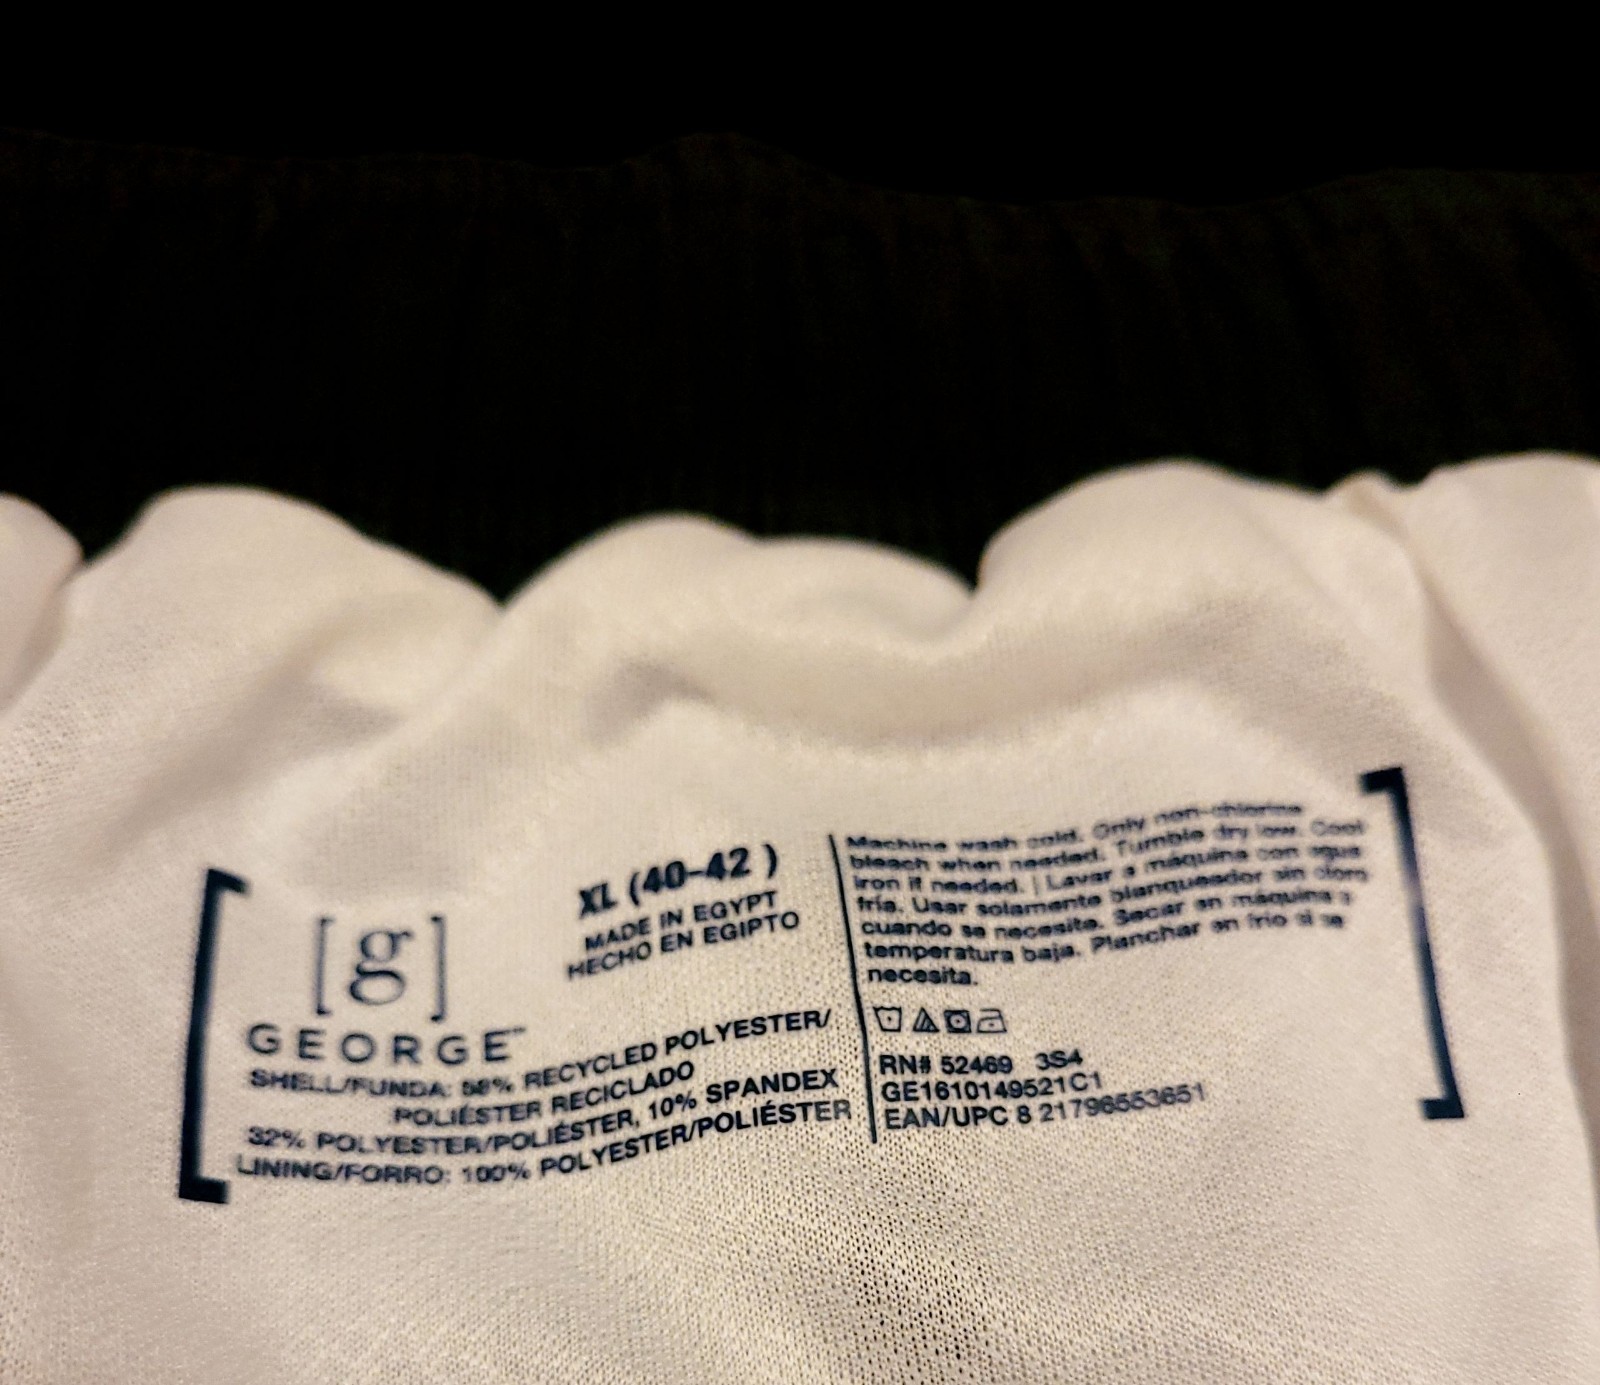 [g]
GEORGE™
XL (40-42 )
MADE IN EGYPT
HECHO EN EGIPTO
SHELL/FUNDA: 58% RECYCLED POLYESTER/
POLIÉSTER RECICLADO
32% POLYESTER/POLIÉSTER, 10% SPANDEX
LINING/FORRO: 100% POLYESTER/POLIÉSTER
Machine wash cold. Only non-chlorine
bleach when needed. Tumble dry low. Cool
iron if needed. | Lavar a máquina con agua
fría. Usar solamente blanqueador sin cloro
cuando se necesite. Secar en máquina a
temperatura baja. Planchar en frio si se
necesita.
RN# 52469 3S4
GE1610149521C1
EAN/UPC 8 21796553651